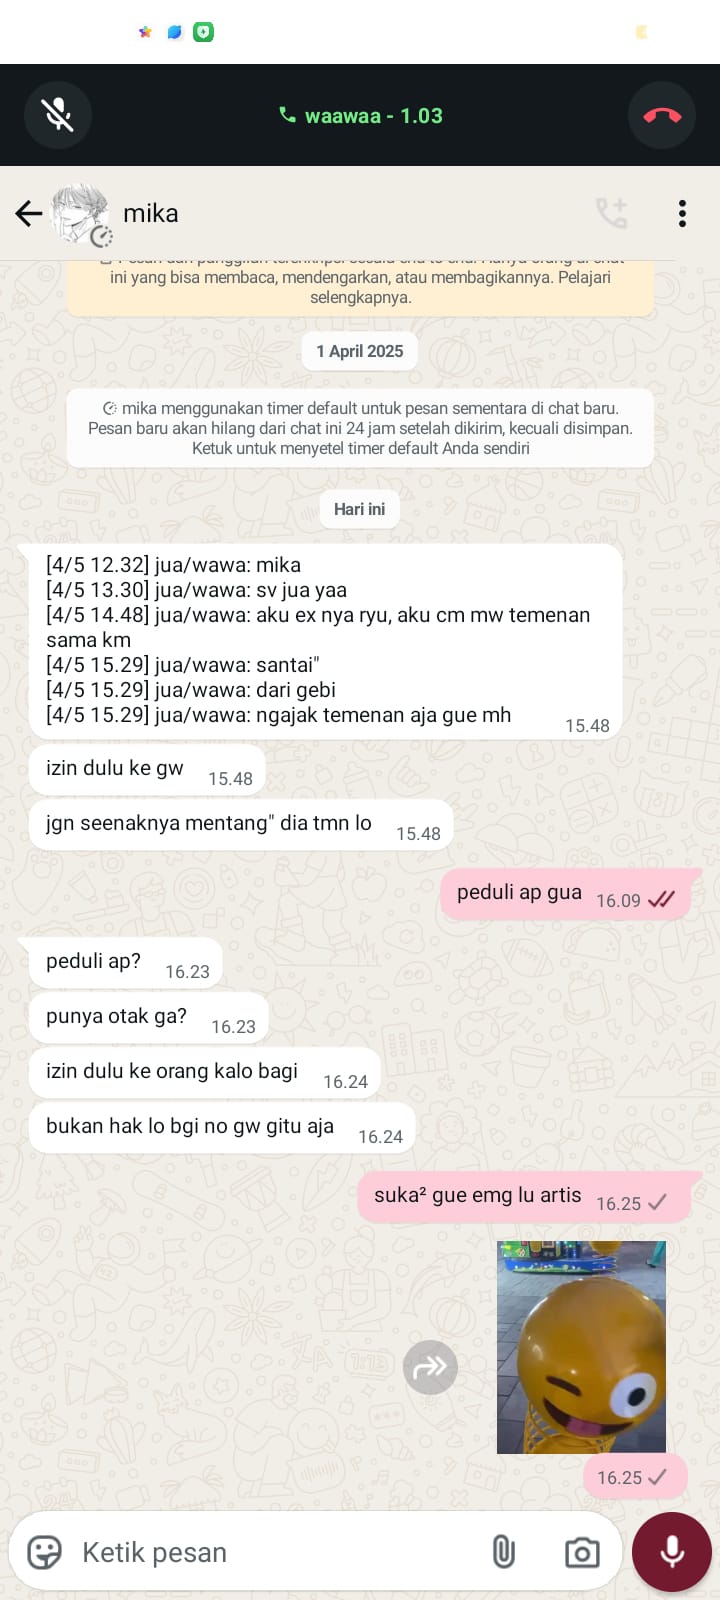 waawaa - 1.03
mika
ini yang bisa membaca, mendengarkan, atau membagikannya. Pelajari
selengkapnya.
1 April 2025
mika menggunakan timer default untuk pesan sementara di chat baru.
Pesan baru akan hilang dari chat ini 24 jam setelah dikirim, kecuali disimpan.
Ketuk untuk menyetel timer default Anda sendiri
Hari ini
[4/5 12.32] jua/wawa: mika
[4/5 13.30] jua/wawa: sv jua yaa
[4/5 14.48] jua/wawa: aku ex nya ryu, aku cm mw temenan
sama km
[4/5 15.29] jua/wawa: santai"
[4/5 15.29] jua/wawa: dari gebi
[4/5 15.29] jua/wawa: ngajak temenan aja gue mh
15.48
izin dulu ke gw 15.48
jgn seenaknya mentang" dia tmn lo 15.48
peduli ap gua 16.09
peduli ap? 16.23
punya otak ga? 16.23
izin dulu ke orang kalo bagi 16.24
bukan hak lo bgi no gw gitu aja 16.24
suka² gue emg lu artis 16.25
16.25
Ketik pesan